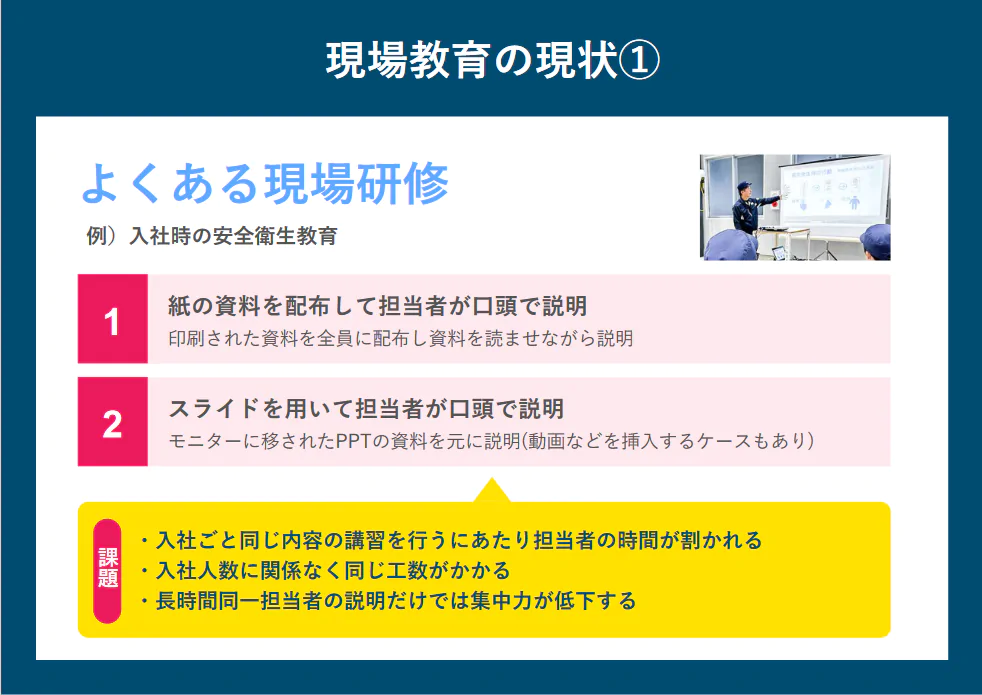 現場教育の現状①
よくある現場研修
例）入社時の安全衛生教育
1
紙の資料を配布して担当者が口頭で説明
印刷された資料を全員に配布し資料を読ませながら説明
2
スライドを用いて担当者が口頭で説明
モニターに移されたPPTの資料を元に説明(動画などを挿入するケースもあり)
課題
・入社ごと同じ内容の講習を行うにあたり担当者の時間が割かれる
・入社人数に関係なく同じ工数がかかる
・長時間同一担当者の説明だけでは集中力が低下する